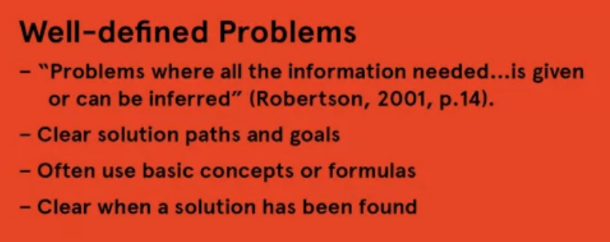 Well-defined Problems
– “Problems where all the information needed...is given
or can be inferred” (Robertson, 2001, p.14).
– Clear solution paths and goals
– Often use basic concepts or formulas
– Clear when a solution has been found